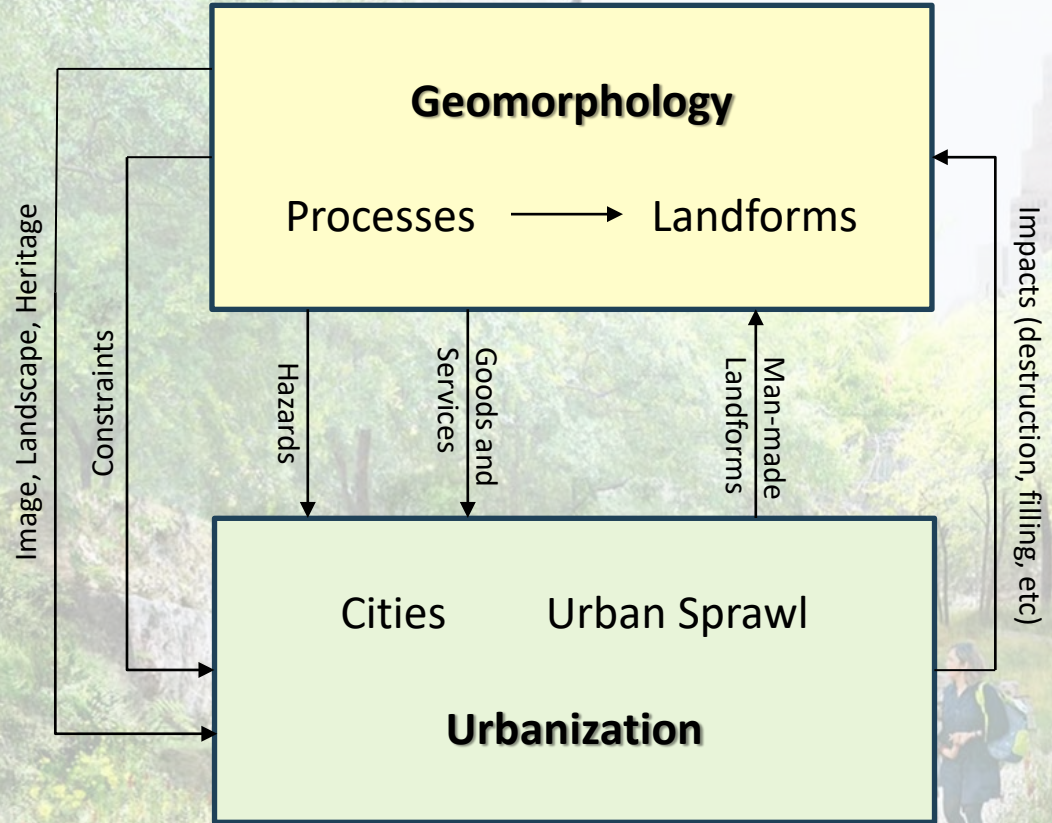 Geomorphology
Processes
Landforms
Image, Landscape, Heritage
Constraints
Hazards
Goods and
Services
Man-made
Landforms
Impacts (destruction, filling, etc)
Cities
Urban Sprawl
Urbanization